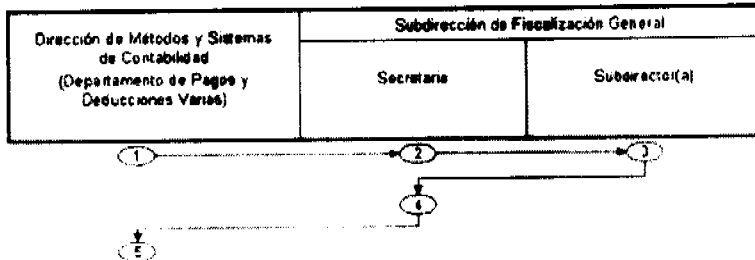 Dirección de Métodos y Sistemas
de Contabilidad
(Departamento de Pagos y
Deducciones Varias)
Subdirección de Fiscalización General
Secretaria
Subdirector(a)
1
2
3
4
5